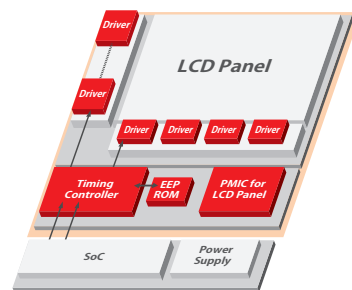 Driver
LCD Panel
Driver
Driver
Driver
Driver
Driver
Timing
Controller
EEP
ROM
PMIC for
LCD Panel
SoC
Power
Supply